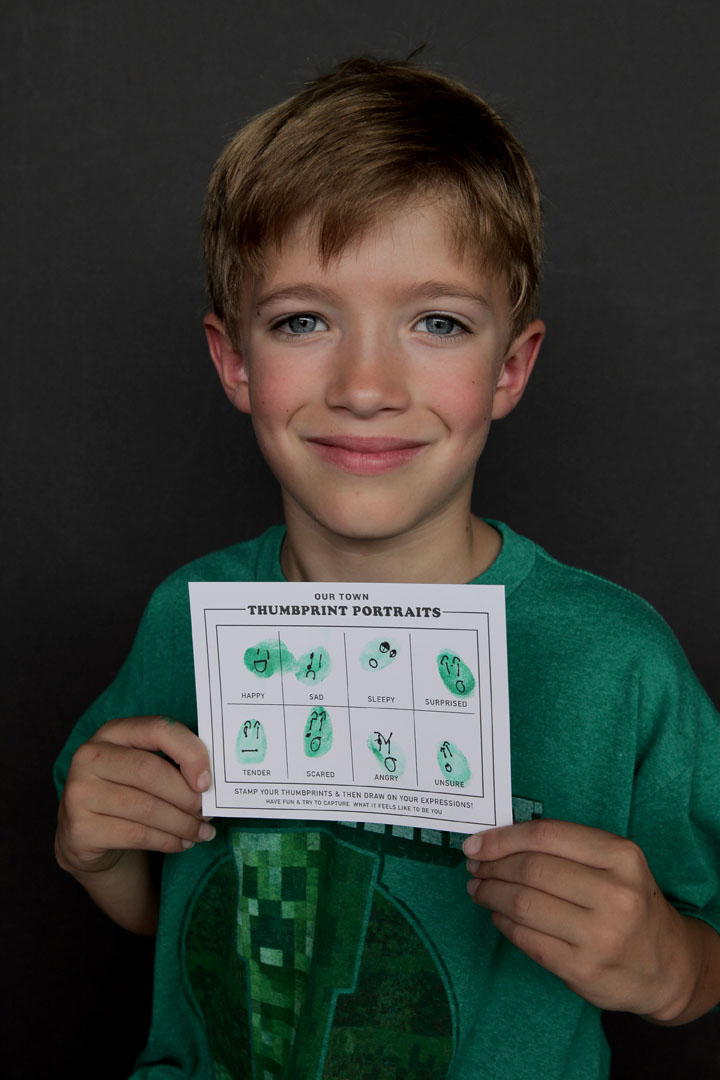 OUR TOWN
THUMBPRINT PORTRAITS
HAPPY SAD SLEEPY SURPRISED
TENDER SCARED ANGRY UNSURE
STAMP YOUR THUMBPRINTS & THEN DRAW ON YOUR EXPRESSIONS!
HAVE FUN & TRY TO CAPTURE WHAT IT FEELS LIKE TO BE YOU